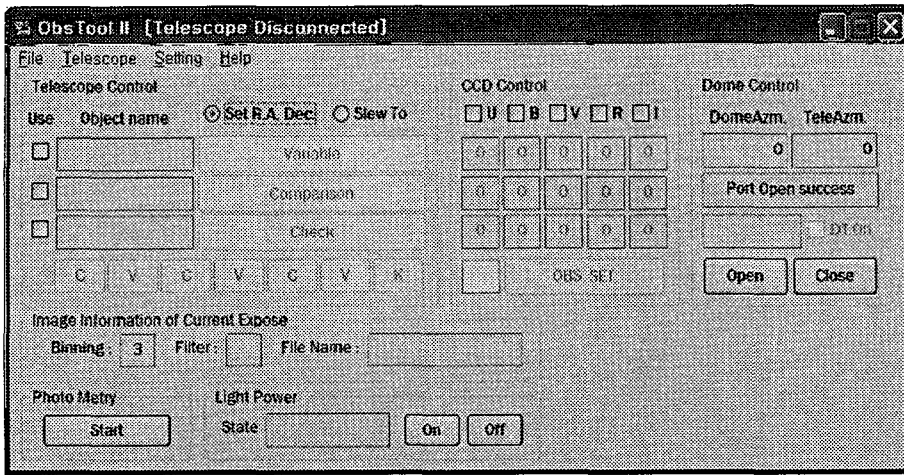 ObsTool II [Telescope Disconnected]
File Telescope Setting Help
Telescope Control
CCD Control
Dome Control
Use Object name Set R.A, Dec. Slew To
U B V R I
DomeAzm. TeleAzm.
Variable
0 0 0 0 0
0 0
Comparison
0 0 0 0 0
Port Open success
Check
0 0 0 0 0
DT On
C V C V C V K
OBS. SET
Open Close
Image Information of Current Expose
Binning : 3 Filter : File Name :
Photo Metry
Light Power
Start
State On Off